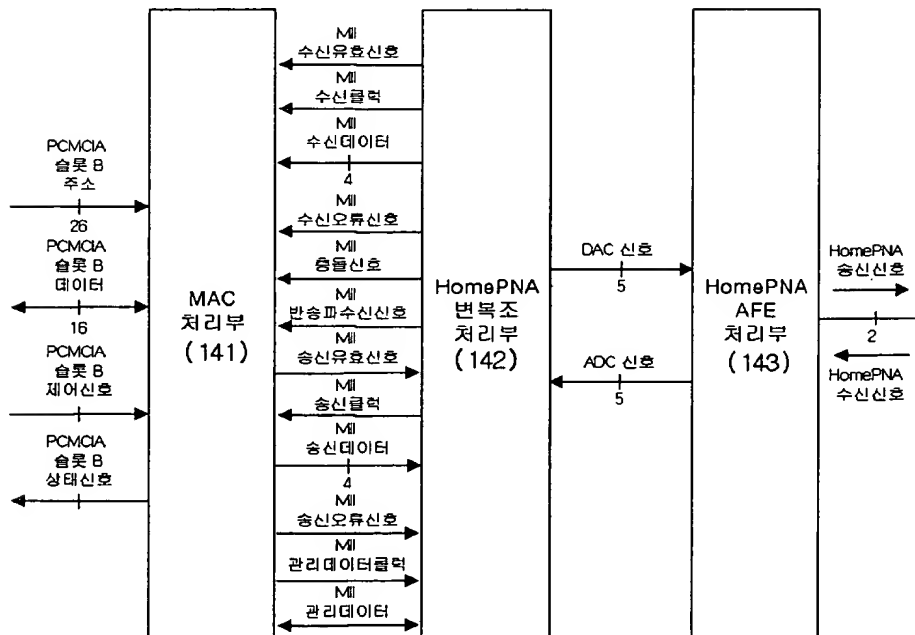 PCMCIA
슬롯 B
주소
26
PCMCIA
슬롯 B
데이터
16
PCMCIA
슬롯 B
제어신호
PCMCIA
슬롯 B
상태신호
MAC
처리부
(141)
MII
수신유효신호
MII
수신클럭
MII
수신데이터
4
MII
수신오류신호
MII
충돌신호
MII
반송파수신신호
MII
송신유효신호
MII
송신클럭
MII
송신데이터
4
MII
송신오류신호
MII
관리데이터클럭
MII
관리데이터
HomePNA
변복조
처리부
(142)
DAC 신호
5
ADC 신호
5
HomePNA
AFE
처리부
(143)
HomePNA
송신신호
2
HomePNA
수신신호